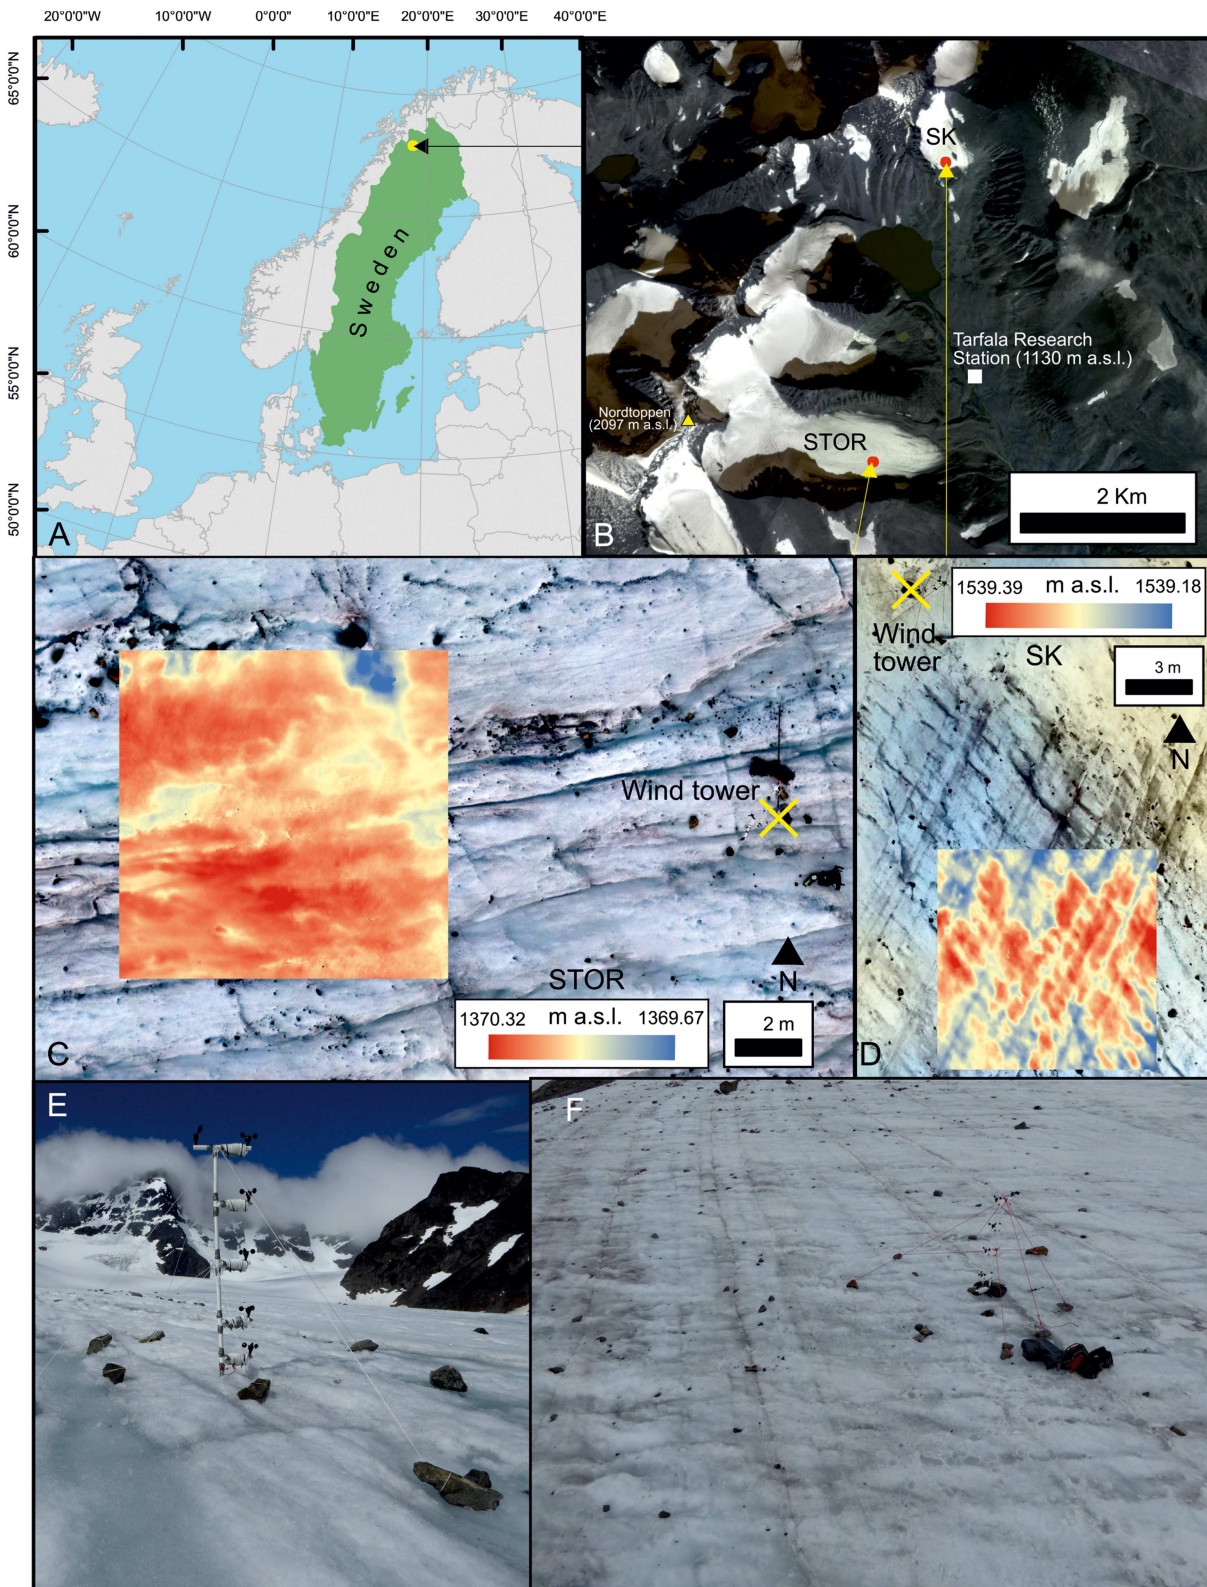 20°0'0"W
10°0'0"W
0°0'0"E
10°0'0"E
20°0'0"E
30°0'0"E
40°0'0"E
65°0'0"N
60°0'0"N
55°0'0"N
50°0'0"N
Sweden
A
SK
Tarfala Research
Station (1130 m a.s.l.)
Nordtoppen
(2097 m a.s.l.)
STOR
2 Km
B
Wind tower
STOR
N
1370.32 m a.s.l. 1369.67
2 m
C
1539.39 m a.s.l. 1539.18
Wind
tower
SK
3 m
N
D
E
F